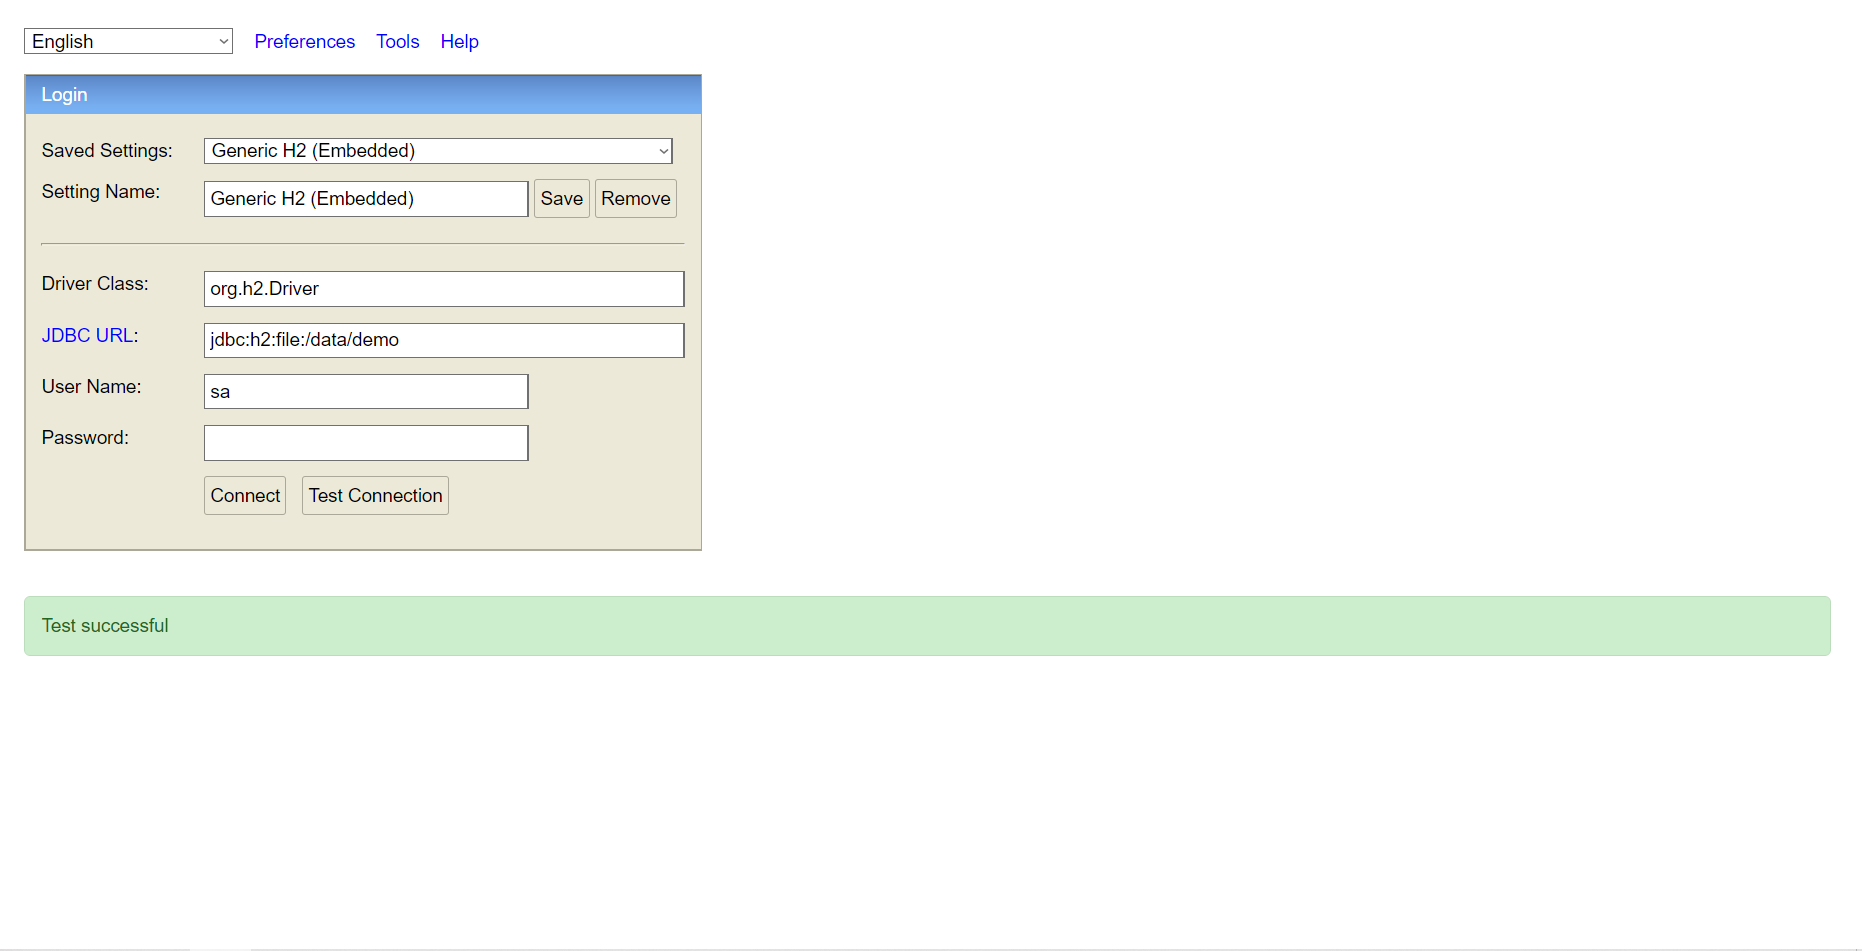 English Preferences Tools Help
Login
Saved Settings: Generic H2 (Embedded)
Setting Name: Generic H2 (Embedded) Save Remove
Driver Class: org.h2.Driver
JDBC URL: jdbc:h2:file:/data/demo
User Name: sa
Password:
Connect Test Connection
Test successful